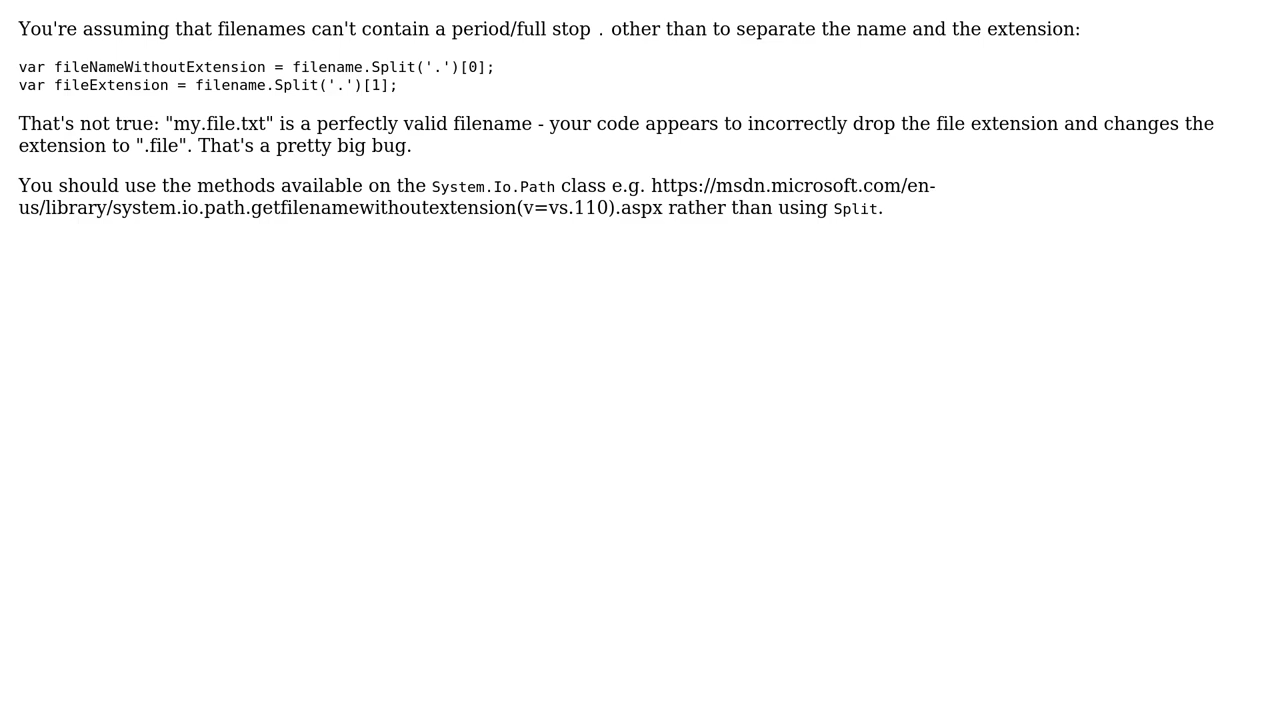 You're assuming that filenames can't contain a period/full stop . other than to separate the name and the extension:
var fileNameWithoutExtension = filename.Split('.')[0];
var fileExtension = filename.Split('.')[1];
That's not true: "my.file.txt" is a perfectly valid filename - your code appears to incorrectly drop the file extension and changes the
extension to ".file". That's a pretty big bug.
You should use the methods available on the System.Io.Path class e.g. https://msdn.microsoft.com/en-
us/library/system.io.path.getfilenamewithoutextension(v=vs.110).aspx rather than using Split.